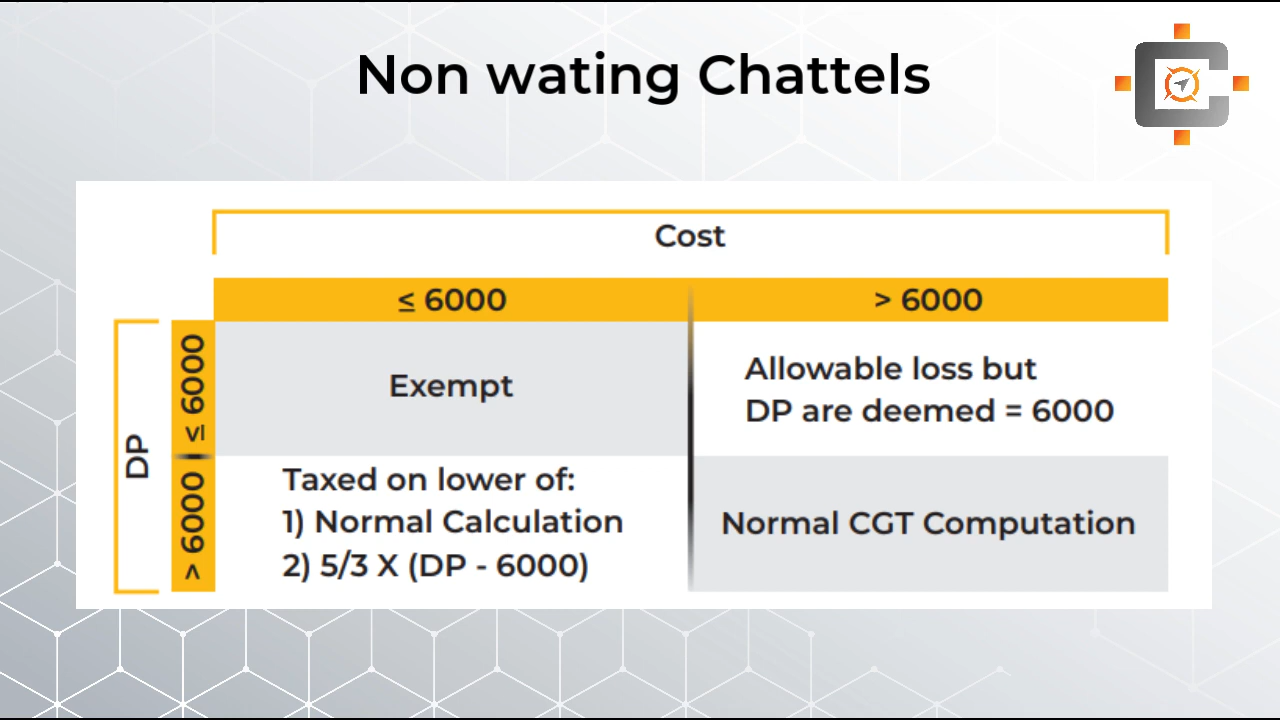 Non wating Chattels
Cost
≤ 6000
> 6000
DP
≤ 6000
Exempt
Allowable loss but
DP are deemed = 6000
> 6000
Taxed on lower of:
1) Normal Calculation
2) 5/3 X (DP - 6000)
Normal CGT Computation